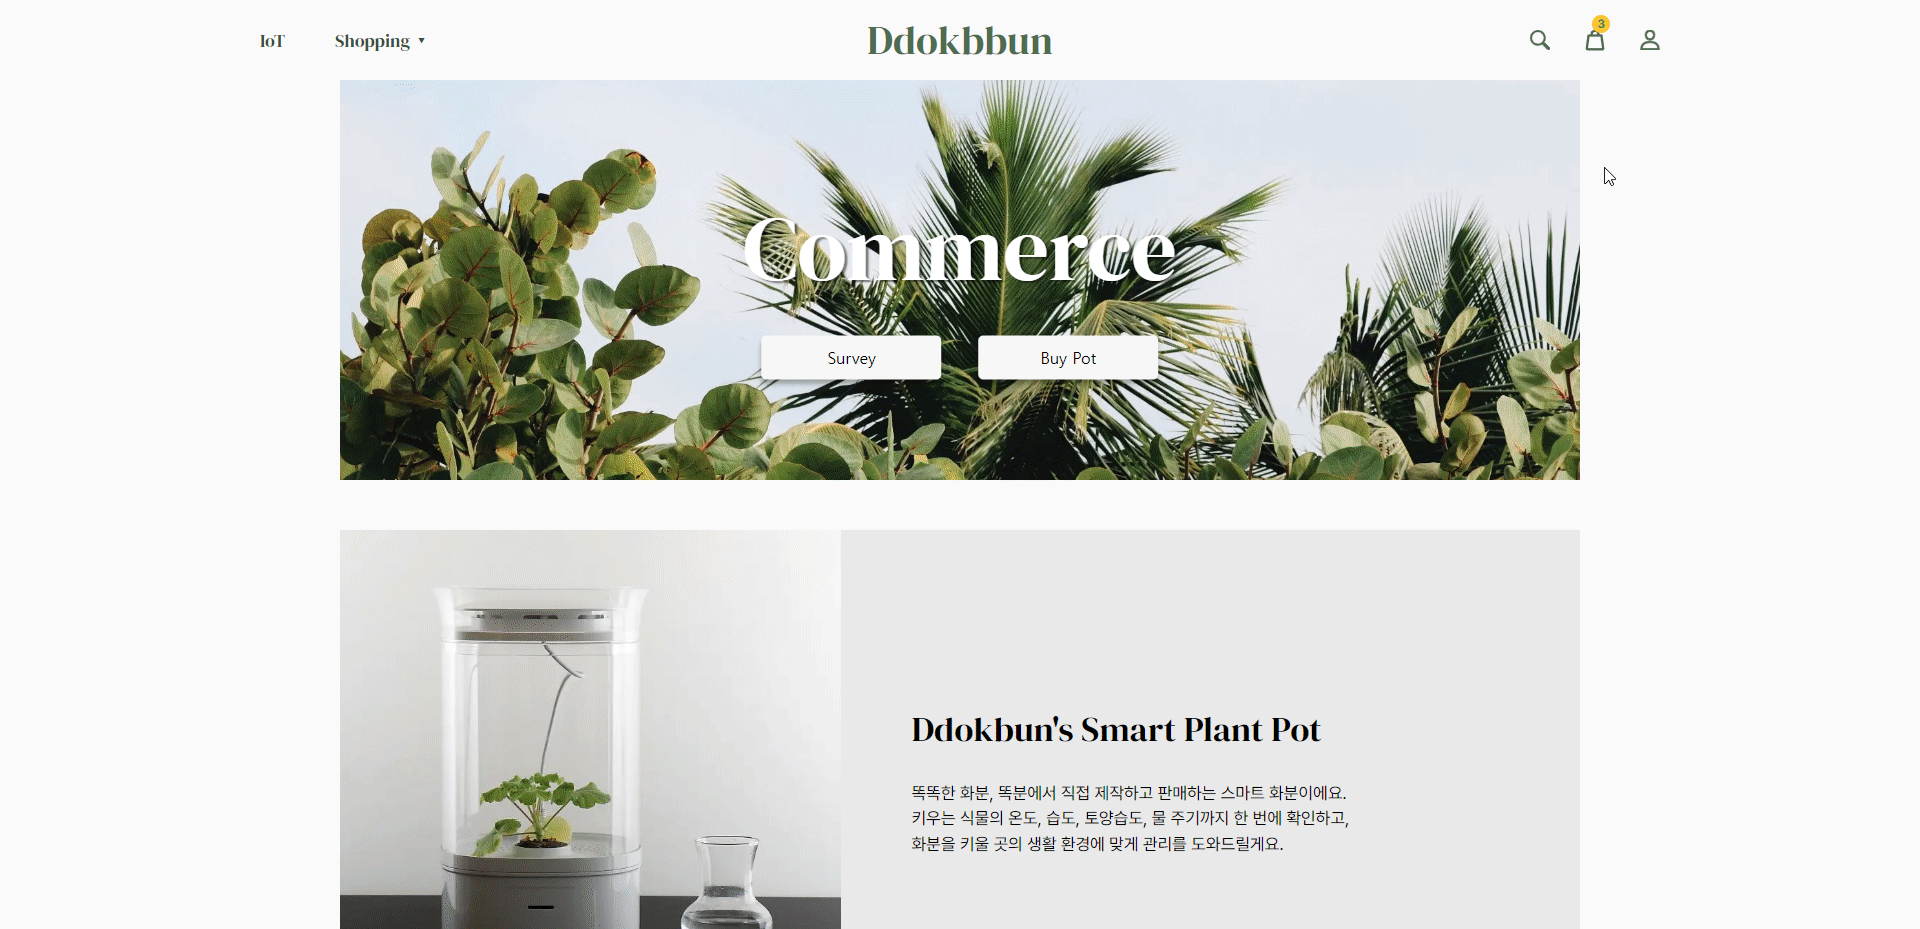 IoT
Shopping ▼
Ddokbbun
3
Commerce
Survey
Buy Pot
Ddokbun's Smart Plant Pot
똑똑한 화분, 똑분에서 직접 제작하고 판매하는 스마트 화분이에요.
키우는 식물의 온도, 습도, 토양습도, 물 주기까지 한 번에 확인하고,
화분을 키울 곳의 생활 환경에 맞게 관리를 도와드릴게요.